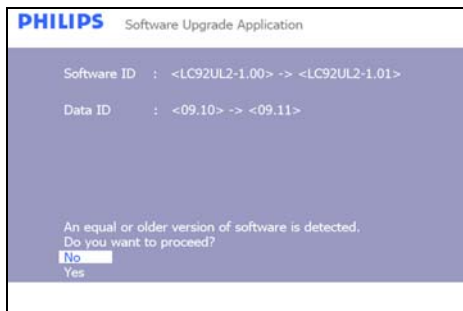 PHILIPS Software Upgrade Application
Software ID : <LC92UL2-1.00> -> <LC92UL2-1.01>
Data ID : <09.10> -> <09.11>
An equal or older version of software is detected.
Do you want to proceed?
No
Yes